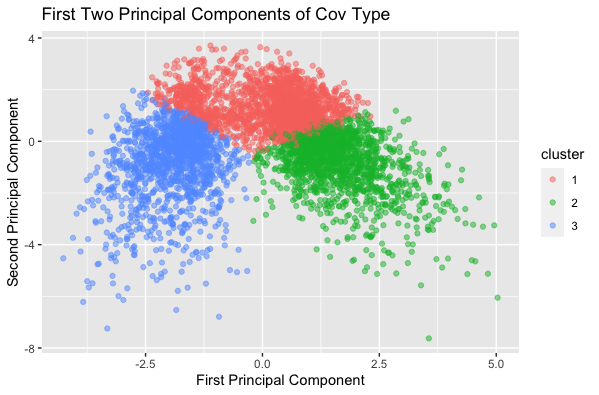 First Two Principal Components of Cov Type
Second Principal Component
4
0
-4
-8
-2.5
0.0
2.5
5.0
First Principal Component
cluster
1
2
3